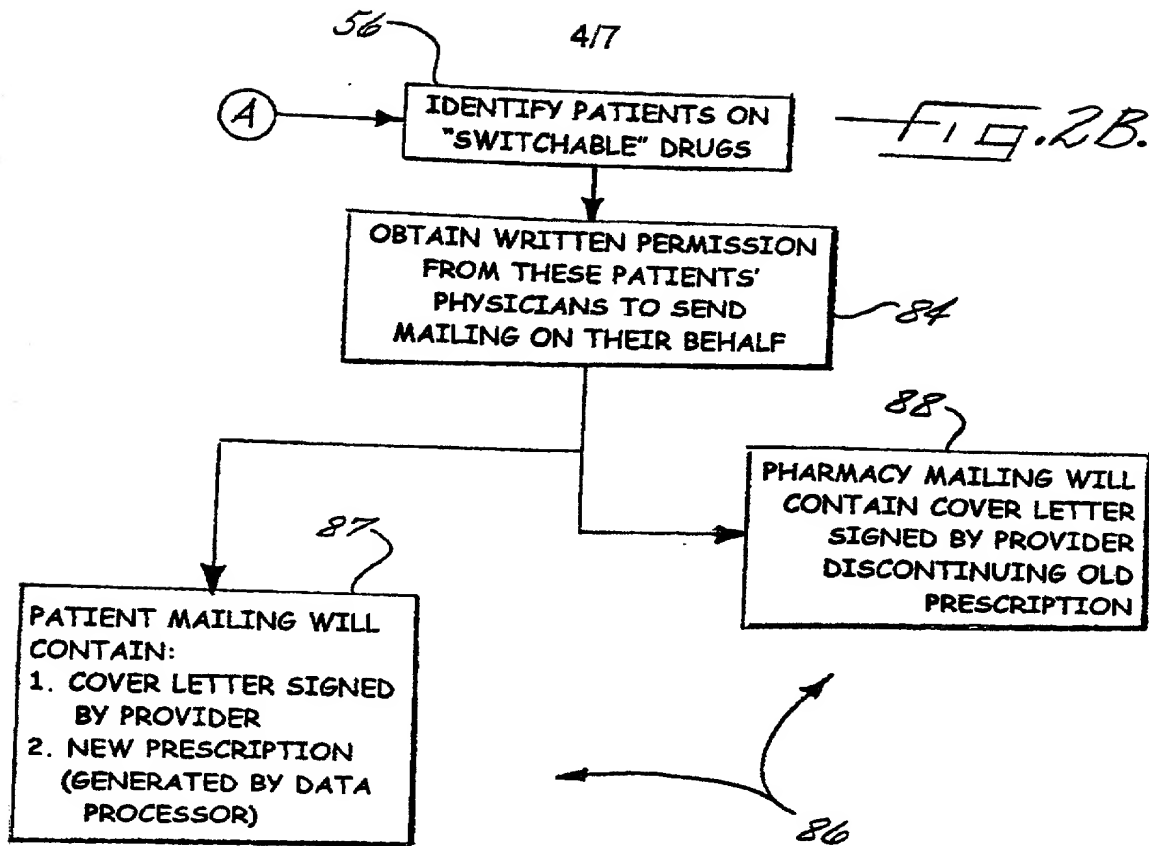 56
4/7
A
IDENTIFY PATIENTS ON
"SWITCHABLE" DRUGS
Fig. 2B.
OBTAIN WRITTEN PERMISSION
FROM THESE PATIENTS'
PHYSICIANS TO SEND
MAILING ON THEIR BEHALF
84
88
PHARMACY MAILING WILL
CONTAIN COVER LETTER
SIGNED BY PROVIDER
DISCONTINUING OLD
PRESCRIPTION
87
PATIENT MAILING WILL
CONTAIN:
1. COVER LETTER SIGNED
BY PROVIDER
2. NEW PRESCRIPTION
(GENERATED BY DATA
PROCESSOR)
86